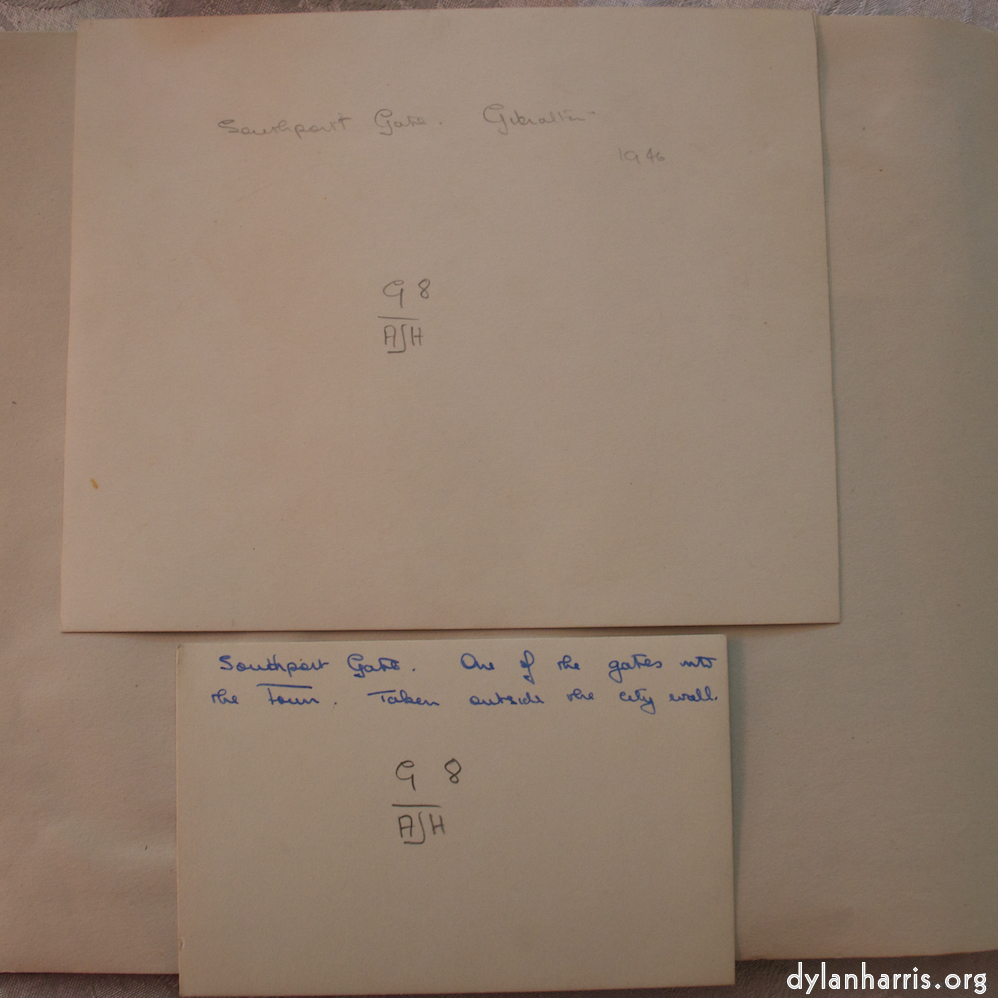 Southport Gate. Gibraltar
1946
G 8
ASH
Southport Gate. One of the gates into
the town. Taken outside the city wall.
G 8
ASH
dylanharris.org